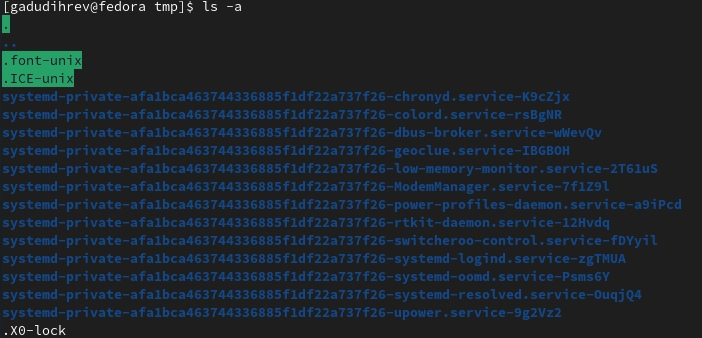 [gadudihrev@fedora tmp]$ ls -a
.
..
.font-unix
.ICE-unix
systemd-private-afa1bca463744336885f1df22a737f26-chronyd.service-K9cZjx
systemd-private-afa1bca463744336885f1df22a737f26-colord.service-rsBgNR
systemd-private-afa1bca463744336885f1df22a737f26-dbus-broker.service-wWevQv
systemd-private-afa1bca463744336885f1df22a737f26-geoclue.service-IBGBOH
systemd-private-afa1bca463744336885f1df22a737f26-low-memory-monitor.service-2T61uS
systemd-private-afa1bca463744336885f1df22a737f26-ModemManager.service-7f1Z9l
systemd-private-afa1bca463744336885f1df22a737f26-power-profiles-daemon.service-a9iPcd
systemd-private-afa1bca463744336885f1df22a737f26-rtkit-daemon.service-12Hvdq
systemd-private-afa1bca463744336885f1df22a737f26-switcheroo-control.service-fDYyil
systemd-private-afa1bca463744336885f1df22a737f26-systemd-logind.service-zgTMUA
systemd-private-afa1bca463744336885f1df22a737f26-systemd-oomd.service-Psms6Y
systemd-private-afa1bca463744336885f1df22a737f26-systemd-resolved.service-OuqjQ4
systemd-private-afa1bca463744336885f1df22a737f26-upower.service-9g2Vz2
.X0-lock